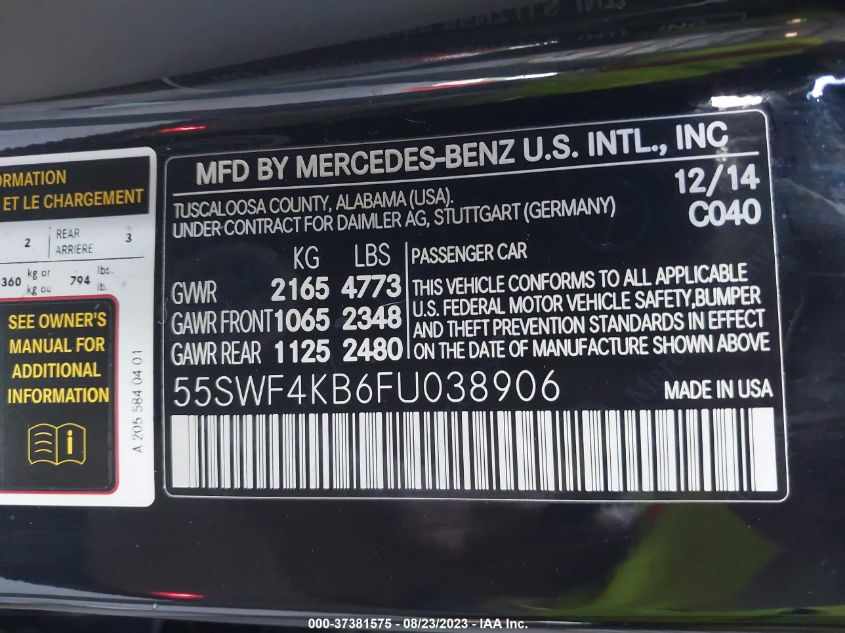 MFD BY MERCEDES-BENZ U.S. INTL., INC
TUSCALOOSA COUNTY, ALABAMA (USA).
UNDER CONTRACT FOR DAIMLER AG, STUTTGART (GERMANY)
12/14
C040
KG LBS
GVWR 2165 4773
GAWR FRONT 1065 2348
GAWR REAR 1125 2480
PASSENGER CAR
THIS VEHICLE CONFORMS TO ALL APPLICABLE
U.S. FEDERAL MOTOR VEHICLE SAFETY,BUMPER
AND THEFT PREVENTION STANDARDS IN EFFECT
ON THE DATE OF MANUFACTURE SHOWN ABOVE
55SWF4KB6FU038906
MADE IN USA
ET LE CHARGEMENT
2 REAR 3
ARRIÈRE
360 kg or 794 lbs.
kg ou lb.
SEE OWNER'S
MANUAL FOR
ADDITIONAL
INFORMATION
A 205 584 04 01
000-37381575 - 08/23/2023 - IAA Inc.